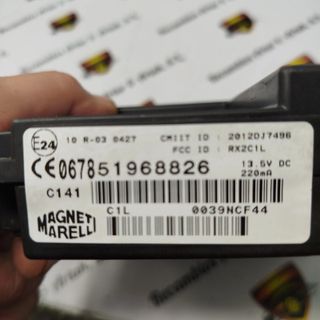 E24
10 R-03 0427 CMIIT ID : 2012DJ7496
FCC ID : RX2C1L
CE0678 51968826
13.5V DC
220mA
C141
MAGNETI
MARELLI
C1L 0039NCF44